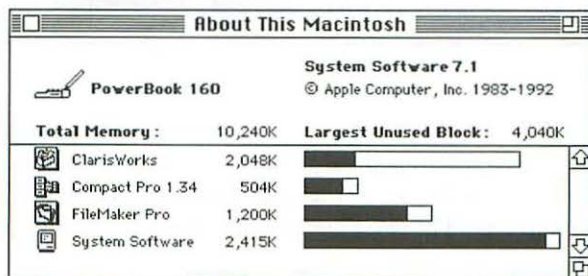 About This Macintosh
System Software 7.1
PowerBook 160
© Apple Computer, Inc. 1983-1992
Total Memory : 10,240K Largest Unused Block : 4,040K
ClarisWorks 2,048K
Compact Pro 1.34 504K
FileMaker Pro 1,200K
System Software 2,415K